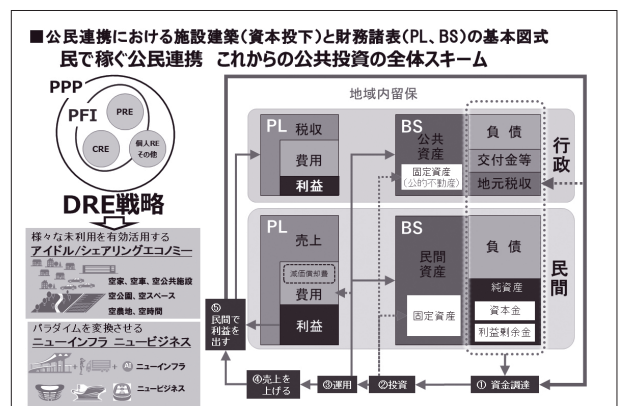 ■公民連携における施設建築(資本投下)と財務諸表(PL、BS)の基本図式
民で稼ぐ公民連携 これからの公共投資の全体スキーム
PPP
PFI
PRE
CRE
個人RE
その他
DRE戦略
様々な未利用を有効活用する
アイドル/シェアリングエコノミー
空家、空車、空公共施設
空公園、空スペース
空農地、空時間
パラダイムを変換させる
ニューインフラ ニュービジネス
AI ニューインフラ
ニュービジネス
地域内留保
PL 税収
費用
利益
BS
公共
資産
固定資産
(公的不動産)
負債
交付金等
地元税収
行政
PL
売上
減価償却費
費用
利益
BS
民間
資産
固定資産
負債
純資産
資本金
利益剰余金
民間
⑤
民間で
利益を
出す
④売上を
上げる
③運用
②投資
① 資金調達